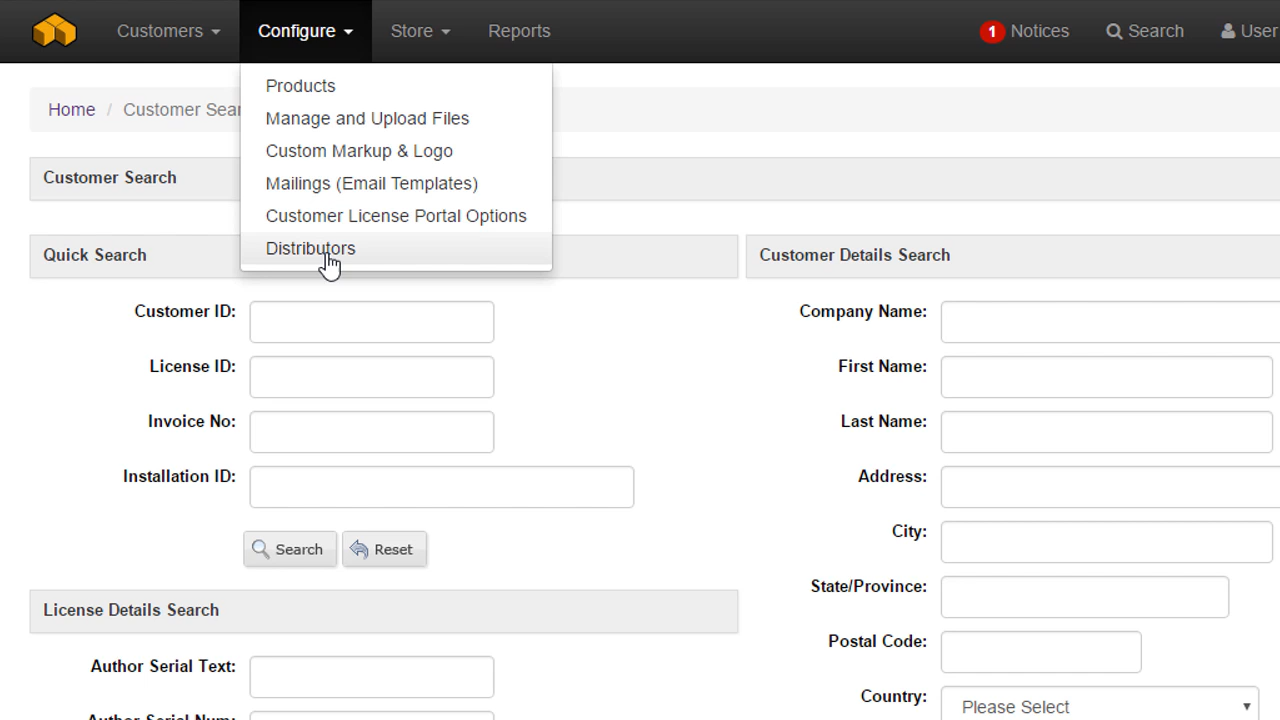 Customers Configure Store Reports 1 Notices Search User
Products
Manage and Upload Files
Custom Markup & Logo
Mailings (Email Templates)
Customer License Portal Options
Distributors
Home / Customer Sear
Customer Search
Quick Search
Customer ID:
License ID:
Invoice No:
Installation ID:
Search Reset
License Details Search
Author Serial Text:
Author Serial Num:
Customer Details Search
Company Name:
First Name:
Last Name:
Address:
City:
State/Province:
Postal Code:
Country: Please Select